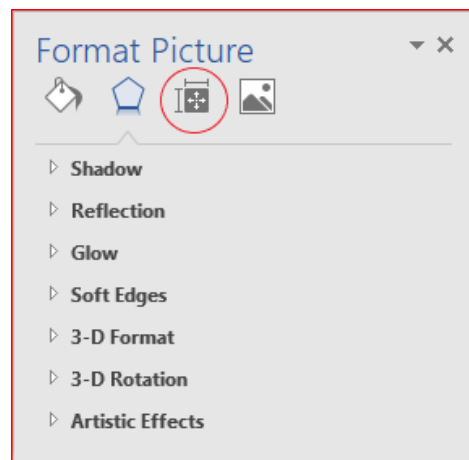 Format Picture
Shadow
Reflection
Glow
Soft Edges
3-D Format
3-D Rotation
Artistic Effects